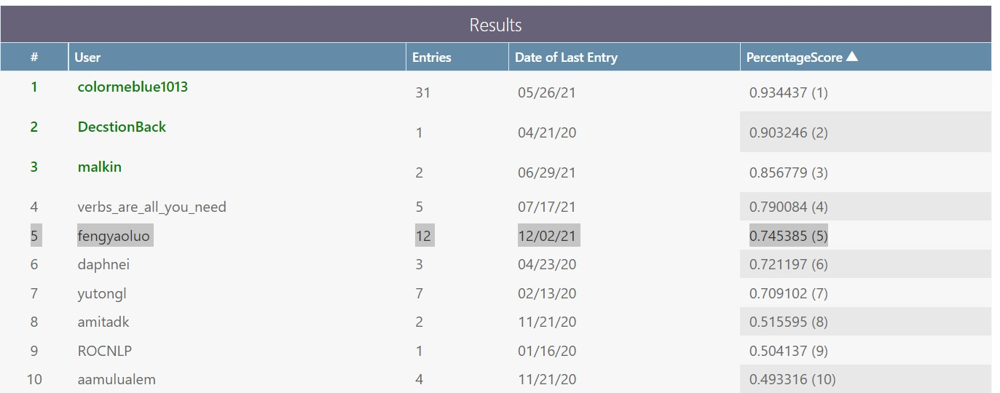 Results
# User Entries Date of Last Entry PercentageScore ▲
1 colormeblue1013 31 05/26/21 0.934437 (1)
2 DecstionBack 1 04/21/20 0.903246 (2)
3 malkin 2 06/29/21 0.856779 (3)
4 verbs_are_all_you_need 5 07/17/21 0.790084 (4)
5 fengyaoluo 12 12/02/21 0.745385 (5)
6 daphnei 3 04/23/20 0.721197 (6)
7 yutongl 7 02/13/20 0.709102 (7)
8 amitadk 2 11/21/20 0.515595 (8)
9 ROCNLP 1 01/16/20 0.504137 (9)
10 aamulualem 4 11/21/20 0.493316 (10)